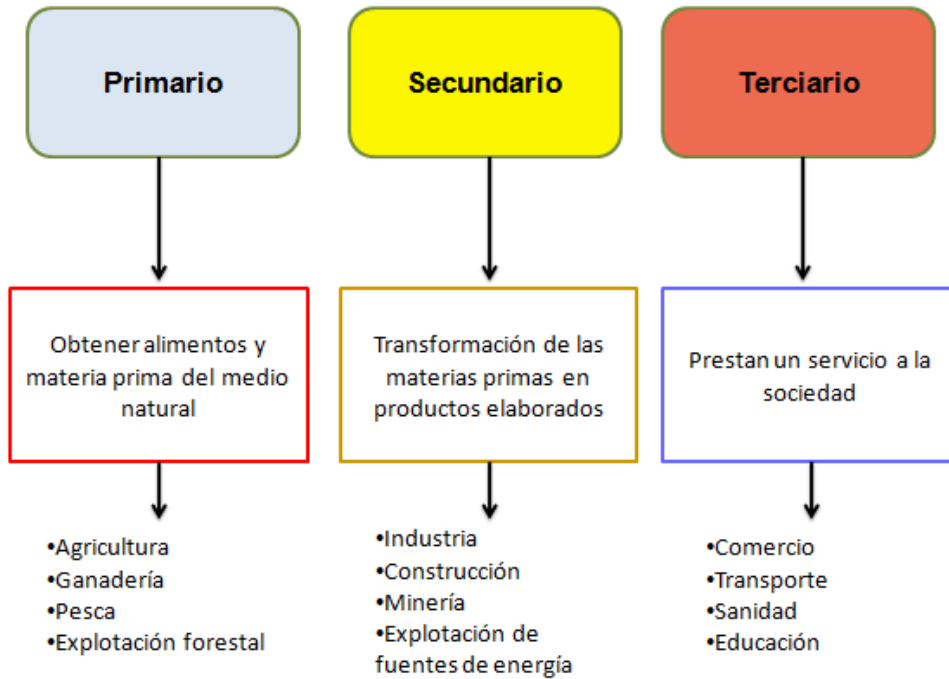 Primario
Obtener alimentos y
materia prima del medio
natural
•Agricultura
•Ganadería
•Pesca
•Explotación forestal
Secundario
Transformación de las
materias primas en
productos elaborados
•Industria
•Construcción
•Minería
•Explotación de
fuentes de energía
Terciario
Prestan un servicio a la
sociedad
•Comercio
•Transporte
•Sanidad
•Educación